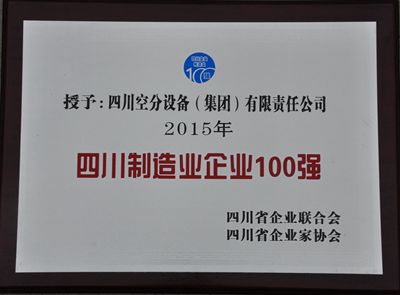 授予：四川空分设备（集团）有限责任公司
2015年
四川制造业企业100强
四川省企业联合会
四川省企业家协会